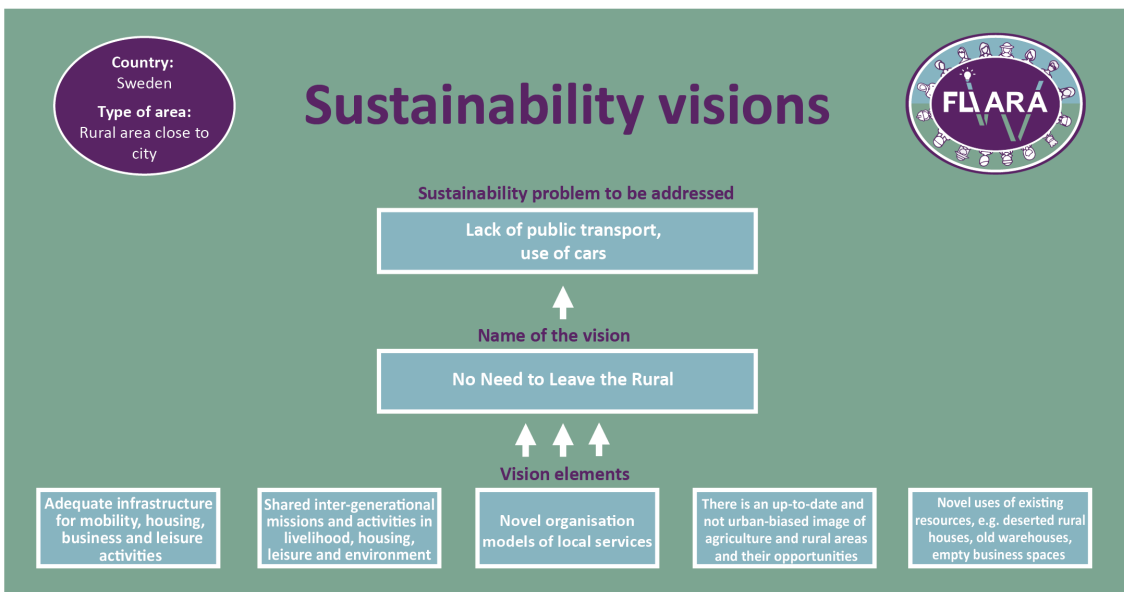 Country:
Sweden
Type of area:
Rural area close to
city
Sustainability visions
FLIARA
Sustainability problem to be addressed
Lack of public transport,
use of cars
Name of the vision
No Need to Leave the Rural
Vision elements
Adequate infrastructure
for mobility, housing,
business and leisure
activities
Shared inter-generational
missions and activities in
livelihood, housing,
leisure and environment
Novel organisation
models of local services
There is an up-to-date and
not urban-biased image of
agriculture and rural areas
and their opportunities
Novel uses of existing
resources, e.g. deserted rural
houses, old warehouses,
empty business spaces